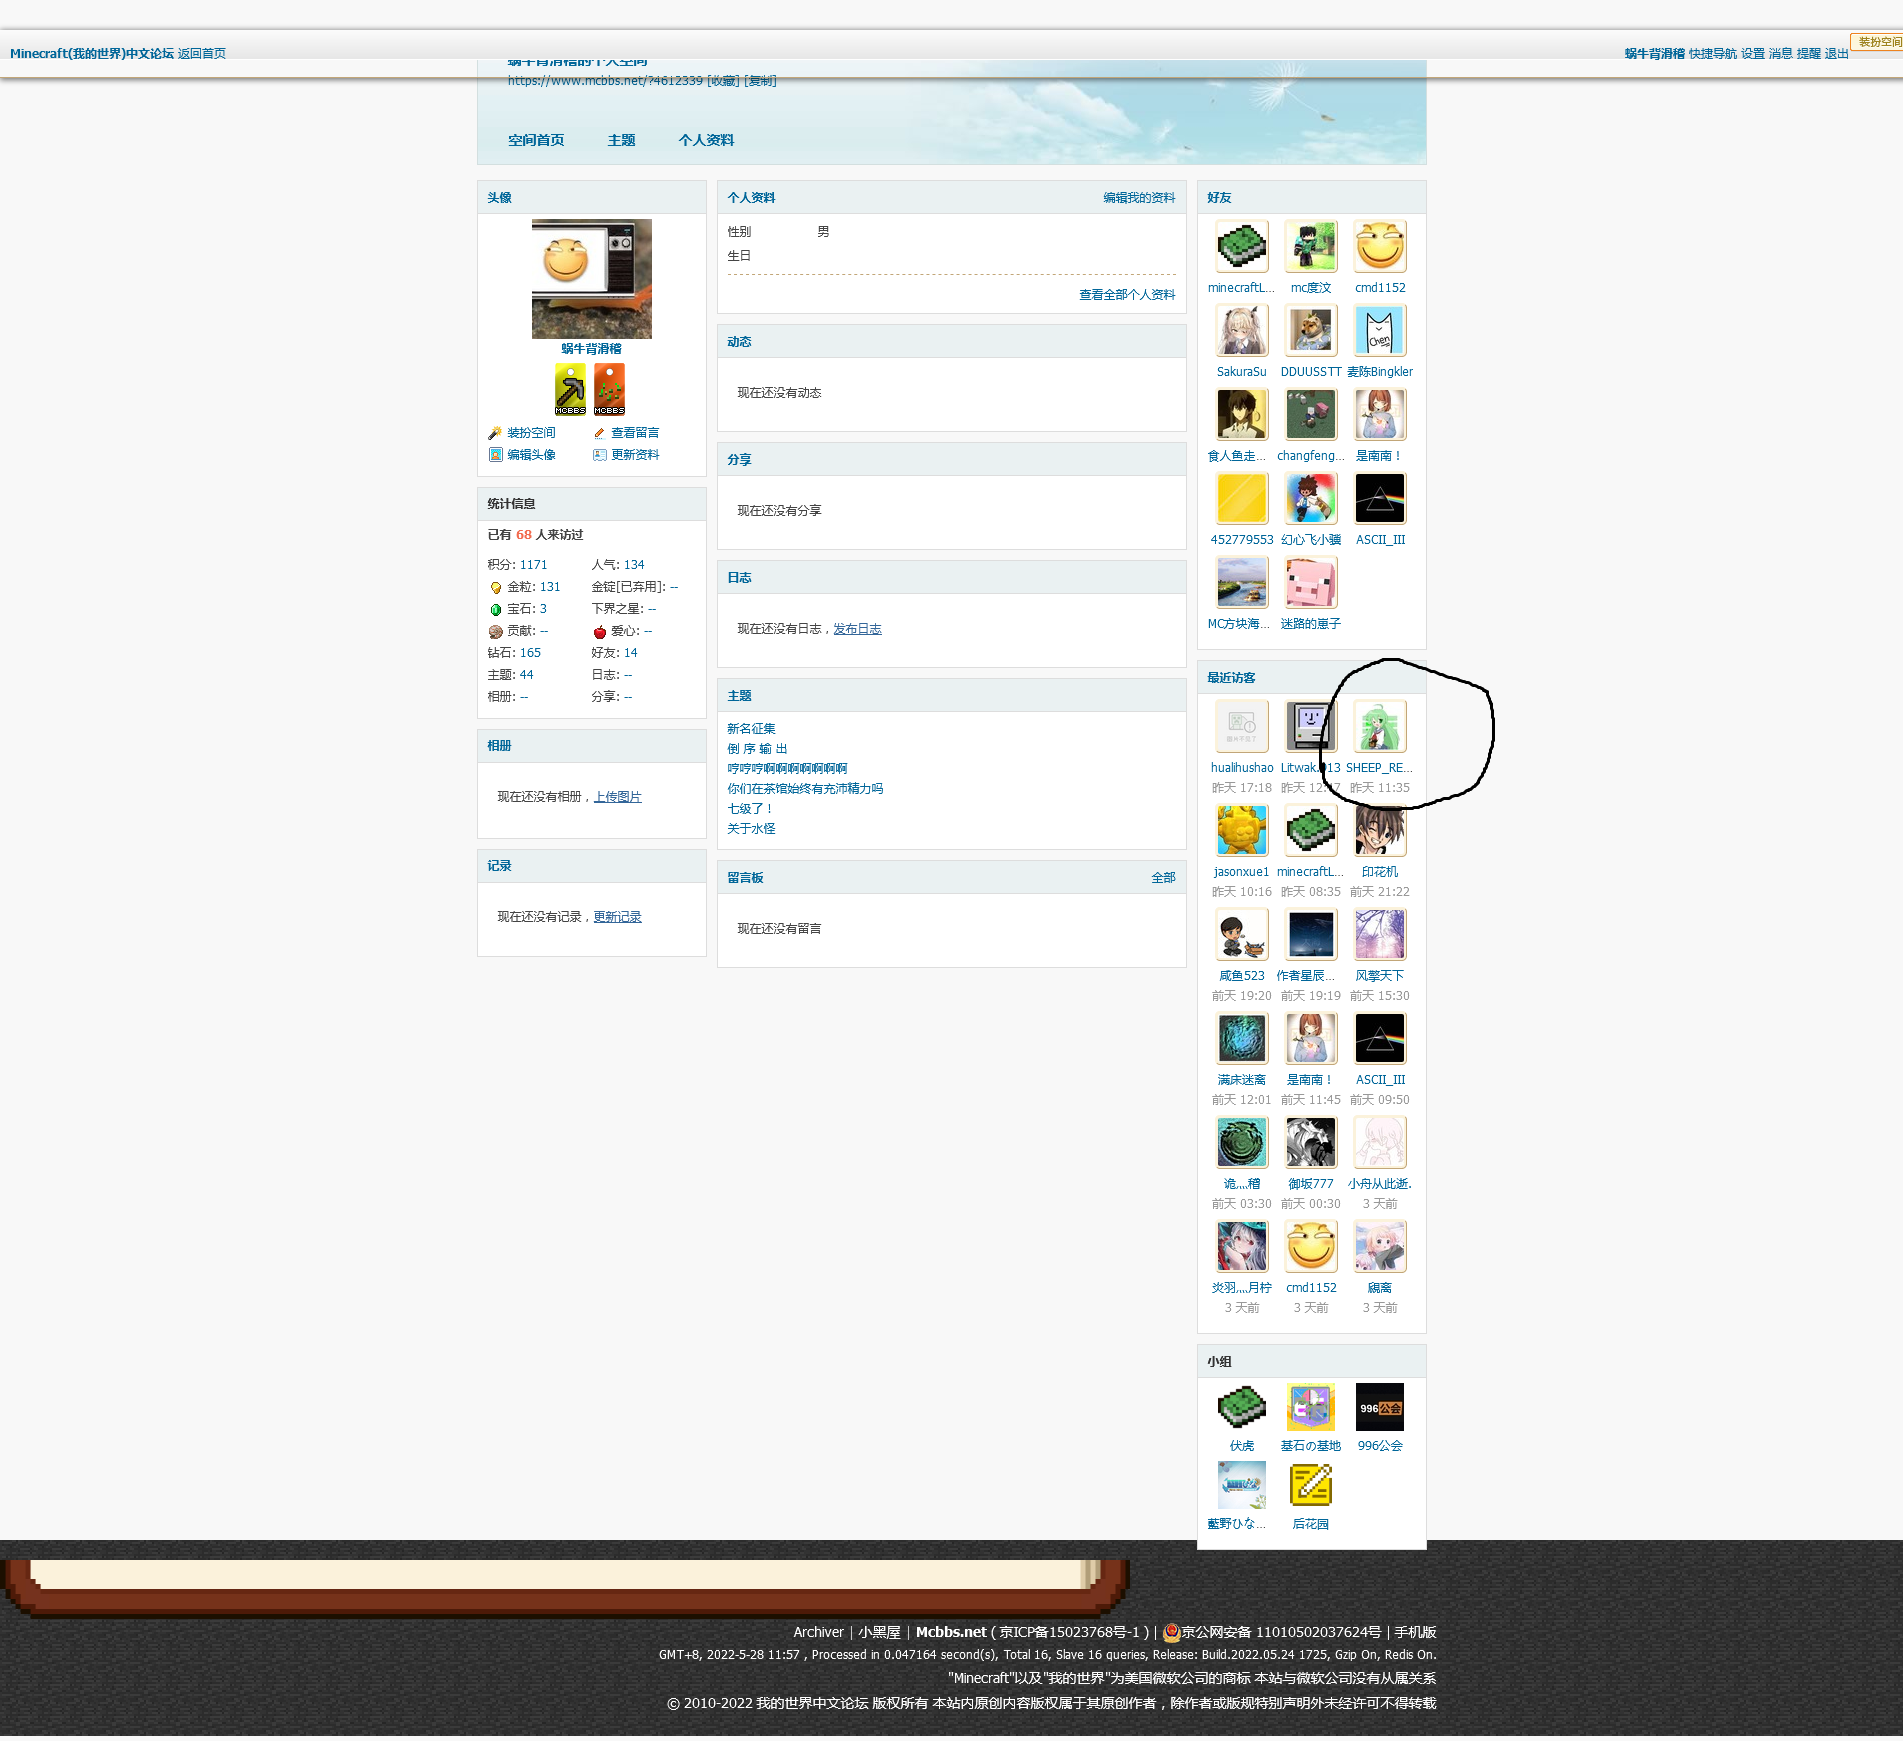 Minecraft(我的世界)中文论坛 返回首页
蜗牛背滑稽 快捷导航 设置 消息 提醒 退出
装扮空间
蜗牛背滑稽的个人空间
https://www.mcbbs.net/?4612339 [收藏] [复制]
空间首页 主题 个人资料
头像
蜗牛背滑稽
MCBBS MCBBS
装扮空间 查看留言
编辑头像 更新资料
统计信息
已有 68 人来访过
积分: 1171 人气: 134
金粒: 131 金锭[已弃用]: --
宝石: 3 下界之星: --
贡献: -- 爱心: --
钻石: 165 好友: 14
主题: 44 日志: --
相册: -- 分享: --
相册
现在还没有相册，上传图片
记录
现在还没有记录，更新记录
个人资料 编辑我的资料
性别 男
生日
查看全部个人资料
动态
现在还没有动态
分享
现在还没有分享
日志
现在还没有日志，发布日志
主题
新名征集
倒 序 输 出
哼哼哼啊啊啊啊啊啊啊
你们在茶馆始终有充沛精力吗
七级了！
关于水怪
留言板 全部
现在还没有留言
好友
minecraftL... mc度汶 cmd1152
Chen
SakuraSu DDUUSSTT 麦陈Bingkler
食人鱼走... changfeng... 是南南！
452779553 幻心飞小骥 ASCII_III
MC方块海... 迷路的崽子
最近访客
hualihushao SHEEP_RE...
昨天 17:18 昨天 11:35
jasonxue1 minecraftL... 印花机
昨天 10:16 昨天 08:35 前天 21:22
咸鱼523 作者星辰... 风擎天下
前天 19:20 前天 19:19 前天 15:30
满床迷离 是南南！ ASCII_III
前天 12:01 前天 11:45 前天 09:50
诡灬稽 御坂777 小舟从此逝.
前天 03:30 前天 00:30 3 天前
炎羽灬月柠 cmd1152
3 天前 3 天前 3 天前
小组
996公会
伏虎 基石の基地 996公会
藍野ひな... 后花园
Archiver | 小黑屋 | Mcbbs.net ( 京ICP备15023768号-1 ) | 京公网安备 11010502037624号 | 手机版
GMT+8, 2022-5-28 11:57 , Processed in 0.047164 second(s), Total 16, Slave 16 queries, Release: Build.2022.05.24 1725, Gzip On, Redis On.
"Minecraft"以及"我的世界"为美国微软公司的商标 本站与微软公司没有从属关系
© 2010-2022 我的世界中文论坛 版权所有 本站内原创内容版权属于其原创作者，除作者或版规特别声明外未经许可不得转载